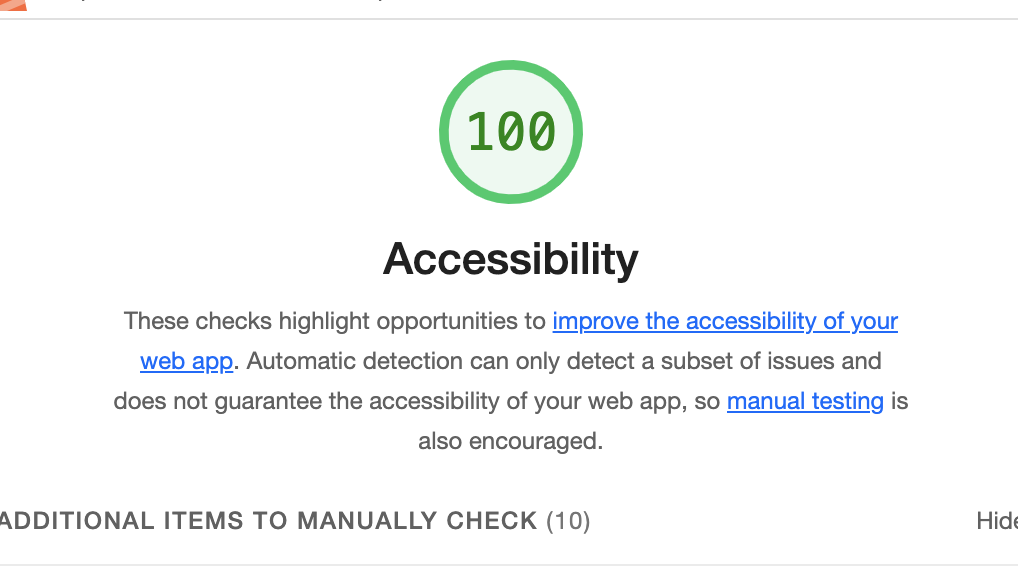 100
Accessibility
These checks highlight opportunities to improve the accessibility of your
web app. Automatic detection can only detect a subset of issues and
does not guarantee the accessibility of your web app, so manual testing is
also encouraged.
ADDITIONAL ITEMS TO MANUALLY CHECK (10)
Hide